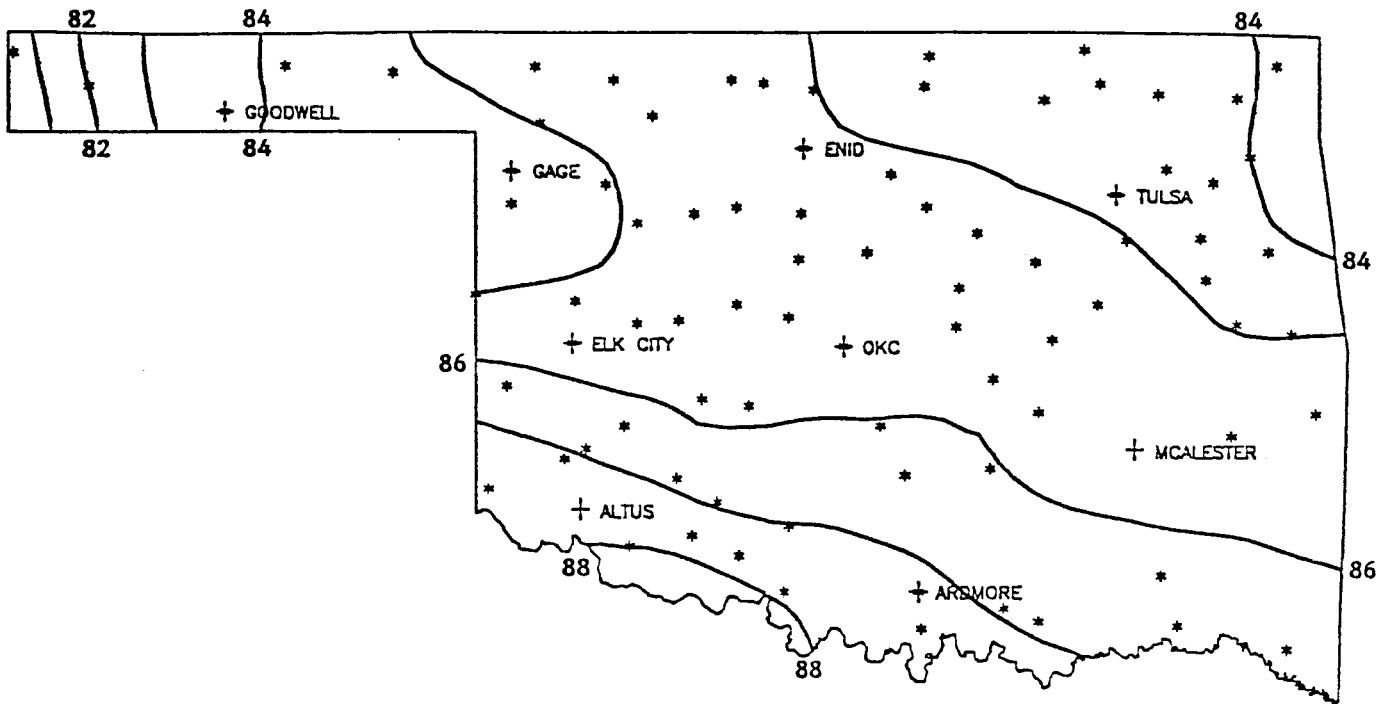 82
84
84
GOODWELL
82
84
ENID
GAGE
TULSA
84
ELK CITY
OKC
86
MCALESTER
ALTUS
88
86
ARDMORE
88